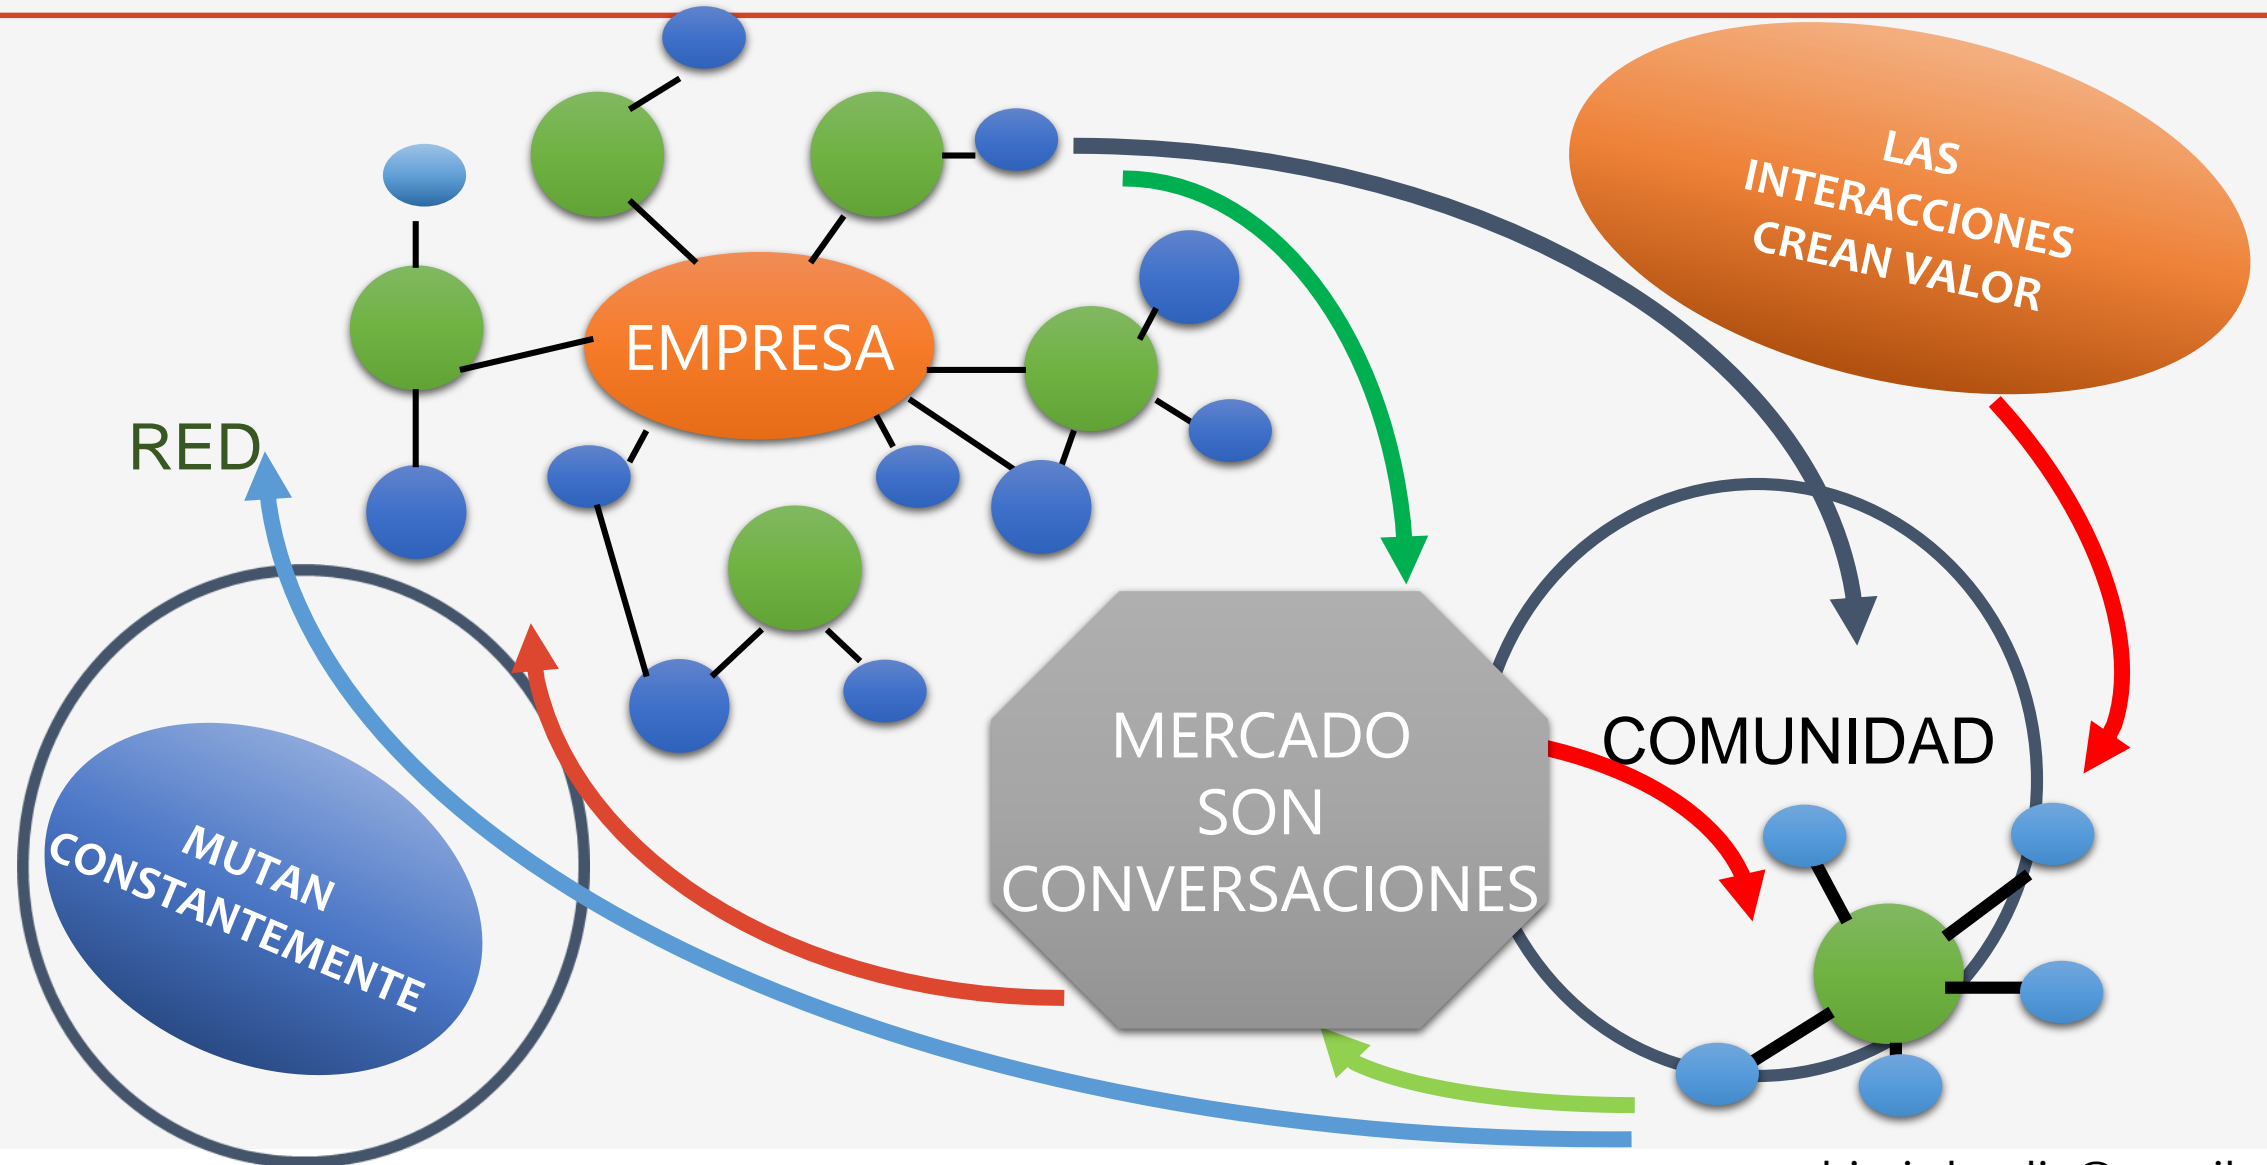 LAS
INTERACCIONES
CREAN VALOR
EMPRESA
RED
MERCADO
SON
CONVERSACIONES
COMUNIDAD
MUTAN
CONSTANTEMENTE